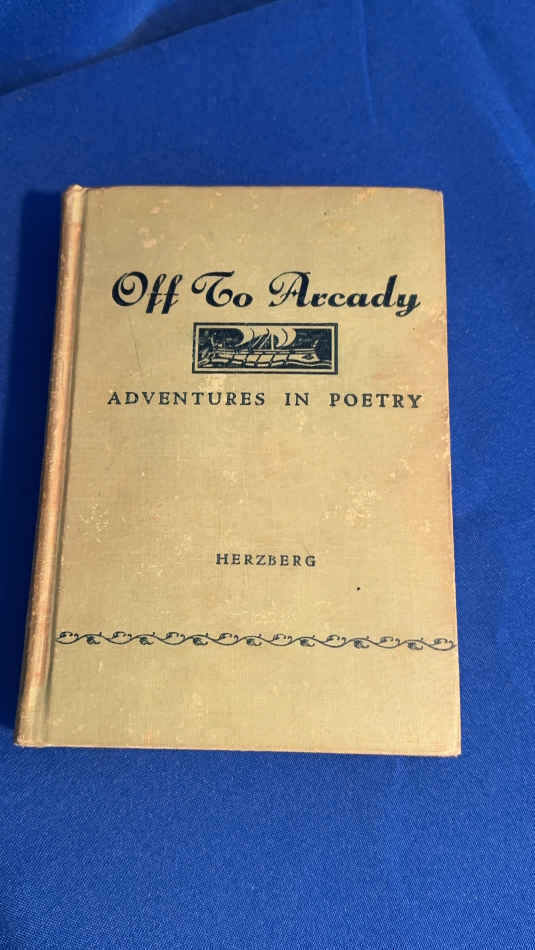 Off To Arcady
ADVENTURES IN POETRY
HERZBERG